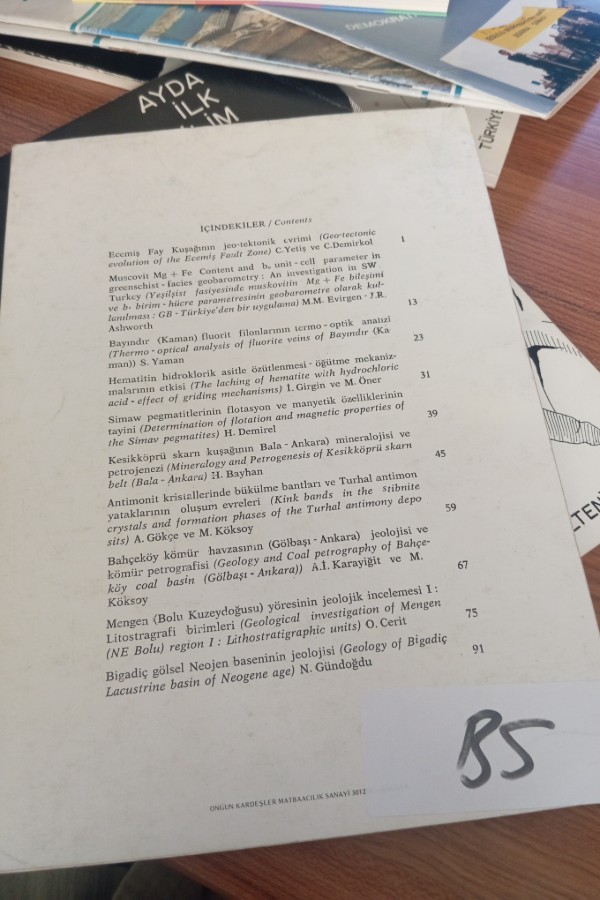 DEMOKRAT
AYDA
İLK
TÜRKİYE
İÇİNDEKİLER / Contents
Ecemiş Fay Kuşağının jeo-tektonik evrimi (Geo-tectonic
evolution of the Ecemiş Fault Zone) C.Yetiş ve C.Demirkol 1
Muscovit Mg + Fe Content and b₀ unit - cell parameter in
greenschist - facies geobarometry : An investigation in SW
Turkey (Yeşilşist fasiyesinde muskovitin Mg + Fe bileşimi
ve b₀ birim - hücre parametresinin geobarometre olarak kul-
lanılması : GB - Türkiye'den bir uygulama) M.M. Evirgen - J.R.
Ashworth 13
Bayındır (Kaman) fluorit filonlarının termo - optik analizi
(Thermo - optical analysis of fluorite veins of Bayındır (Ka-
man)) S. Yaman 23
Hematitin hidroklorik asitle özütlenmesi - öğütme mekaniz-
malarının etkisi (The laching of hematite with hydrochloric
acid - effect of griding mechanisms) İ. Girgin ve M. Öner 31
Simav pegmatitlerinin flotasyon ve manyetik özelliklerinin
tayini (Determination of flotation and magnetic properties of
the Simav pegmatites) H. Demirel 39
Kesikköprü skarn kuşağının Bala - Ankara) mineralojisi ve
petrojenezi (Mineralogy and Petrogenesis of Kesikköprü skarn
belt (Bala - Ankara) H. Bayhan 45
Antimonit kristallerinde bükülme bantları ve Turhal antimon
yataklarının oluşum evreleri (Kink bands in the stibnite
crystals and formation phases of the Turhal antimony depo
sits) A. Gökçe ve M. Köksoy 59
Bahçeköy kömür havzasının (Gölbaşı - Ankara) jeolojisi ve
kömür petrografisi (Geology and Coal petrography of Bahçe-
köy coal basin (Gölbaşı - Ankara)) A.İ. Karayiğit ve M.
Köksoy 67
Mengen (Bolu Kuzeydoğusu) yöresinin jeolojik incelemesi I :
Litostragrafi birimleri (Geological investigation of Mengen
(NE Bolu) region I : Lithostratigraphic units) O. Cerit 75
Bigadiç gölsel Neojen baseninin jeolojisi (Geology of Bigadiç
Lacustrine basin of Neogene age) N. Gündoğdu 91
B5
ONGUN KARDEŞLER MATBAACILIK SANAYİ 3012